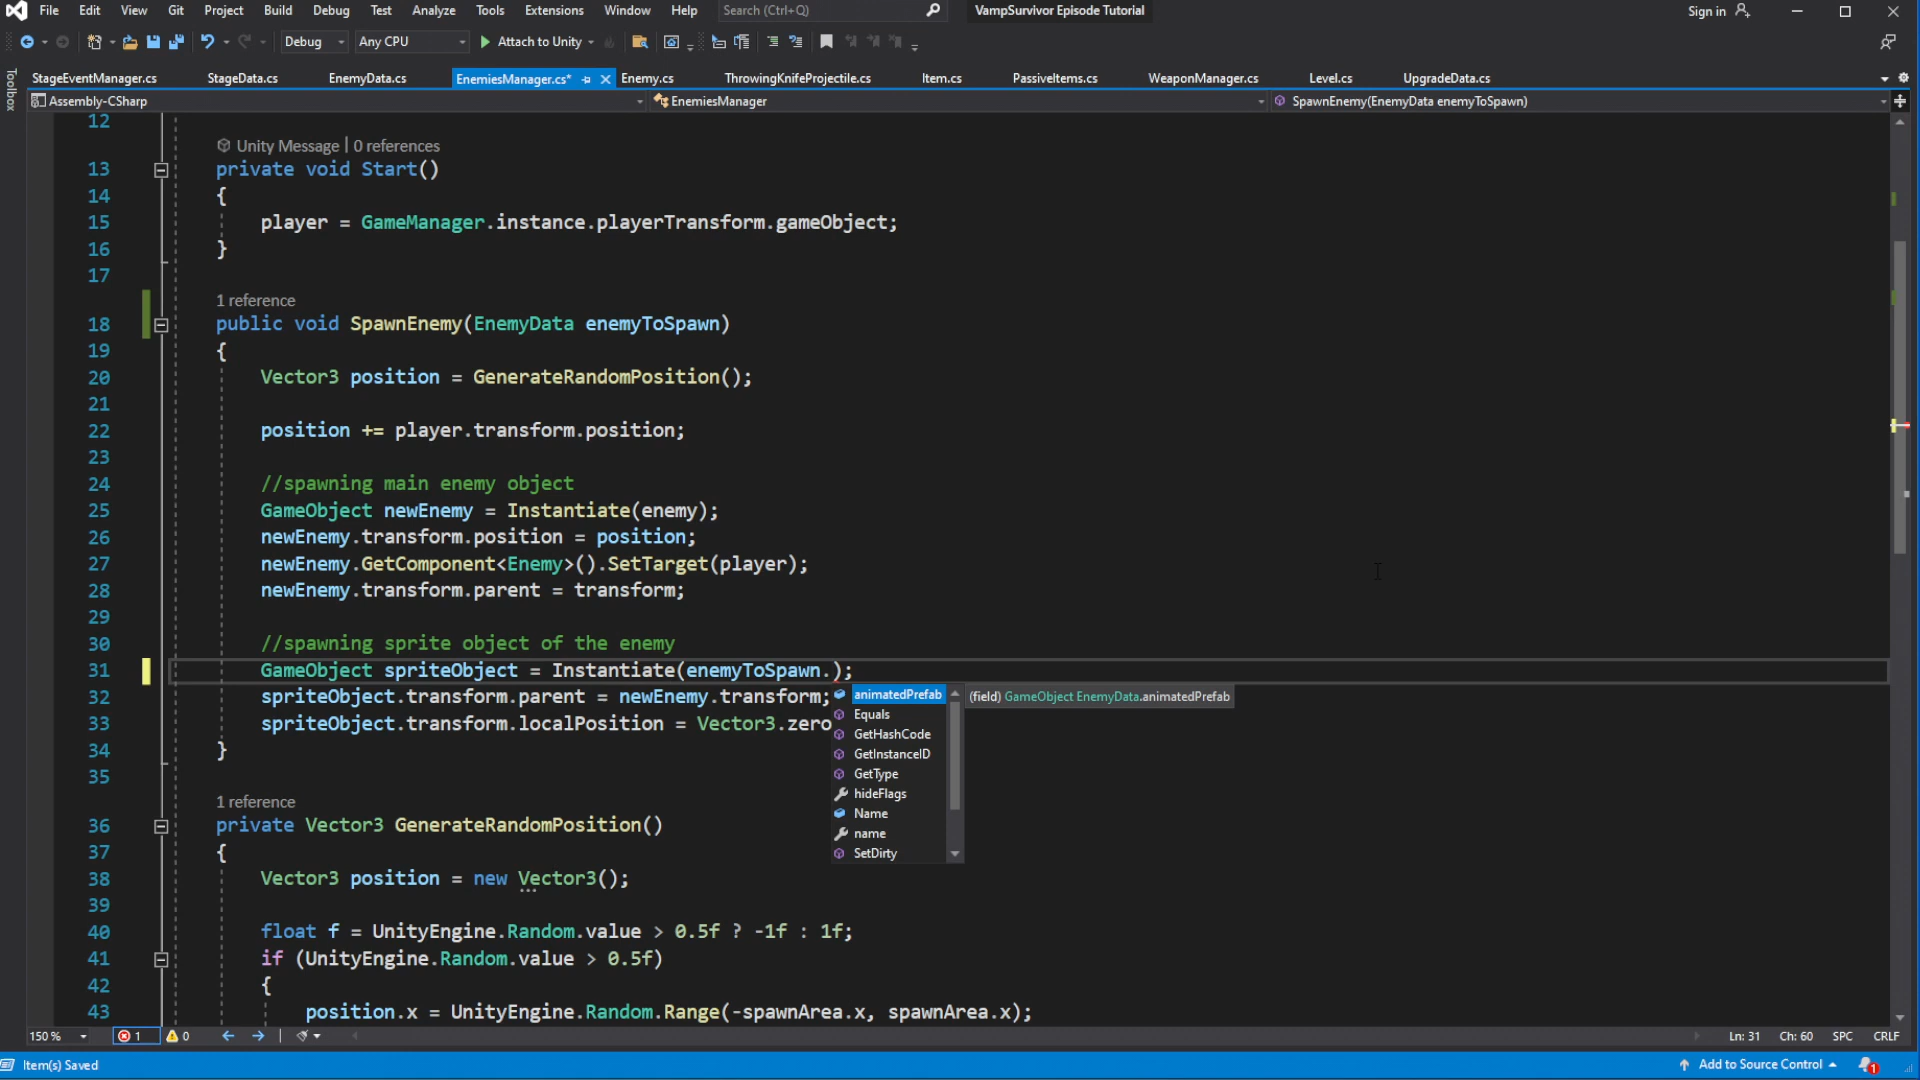 File Edit View Git Project Build Debug Test Analyze Tools Extensions Window Help Search (Ctrl+Q) VampSurvivor Episode Tutorial Sign in
Debug Any CPU Attach to Unity
Toolbox
StageEventManager.cs StageData.cs EnemyData.cs EnemiesManager.cs* Enemy.cs ThrowingKnifeProjectile.cs Item.cs PassiveItems.cs WeaponManager.cs Level.cs UpgradeData.cs
Assembly-CSharp EnemiesManager SpawnEnemy(EnemyData enemyToSpawn)
12
Unity Message | 0 references
13 private void Start()
14 {
15 player = GameManager.instance.playerTransform.gameObject;
16 }
17
1 reference
18 public void SpawnEnemy(EnemyData enemyToSpawn)
19 {
20 Vector3 position = GenerateRandomPosition();
21
22 position += player.transform.position;
23
24 //spawning main enemy object
25 GameObject newEnemy = Instantiate(enemy);
26 newEnemy.transform.position = position;
27 newEnemy.GetComponent<Enemy>().SetTarget(player);
28 newEnemy.transform.parent = transform;
29
30 //spawning sprite object of the enemy
31 GameObject spriteObject = Instantiate(enemyToSpawn.);
32 spriteObject.transform.parent = newEnemy.transform;
animatedPrefab (field) GameObject EnemyData.animatedPrefab
Equals
33 spriteObject.transform.localPosition = Vector3.zero
GetHashCode
34 }
GetInstanceID
35
GetType
hideFlags
1 reference
Name
36 private Vector3 GenerateRandomPosition()
name
37 {
SetDirty
38 Vector3 position = new Vector3();
39
40 float f = UnityEngine.Random.value > 0.5f ? -1f : 1f;
41 if (UnityEngine.Random.value > 0.5f)
42 {
43 position.x = UnityEngine.Random.Range(-spawnArea.x, spawnArea.x);
150 % 1 0 Ln: 31 Ch: 60 SPC CRLF
Item(s) Saved Add to Source Control 1